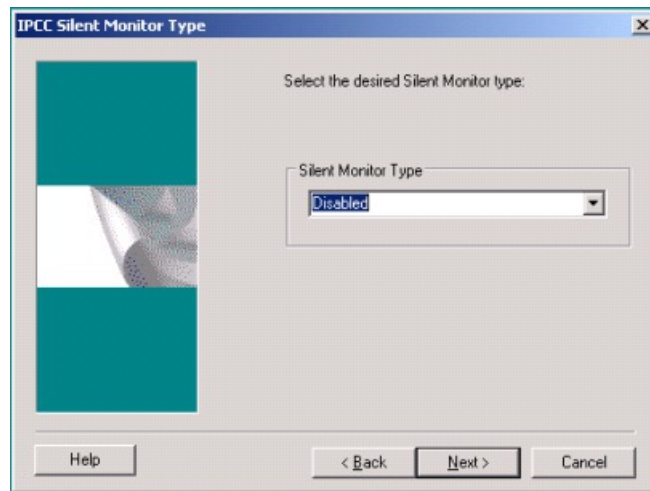 IPCC Silent Monitor Type
Select the desired Silent Monitor type:
Silent Monitor Type
Disabled
Help
< Back
Next >
Cancel